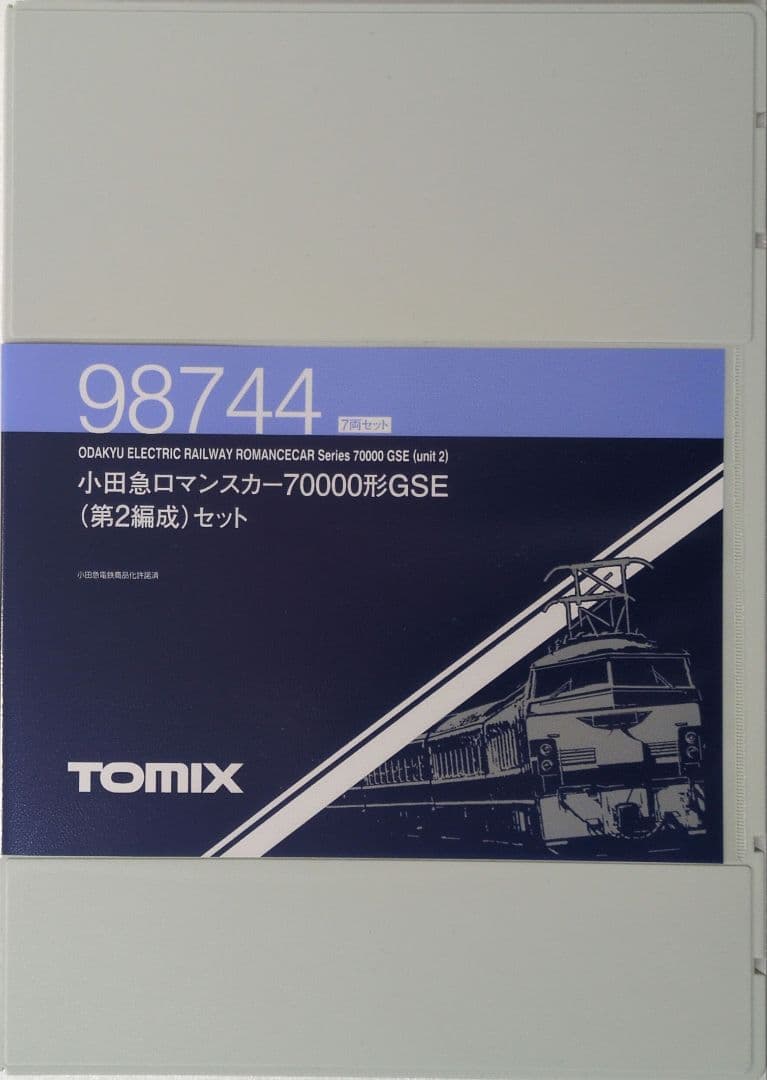 98744 7両セット
ODAKYU ELECTRIC RAILWAY ROMANCECAR Series 70000 GSE (unit 2)
小田急ロマンスカー70000形GSE
(第2編成)セット
小田急電鉄商品化許諾済
TOMIX